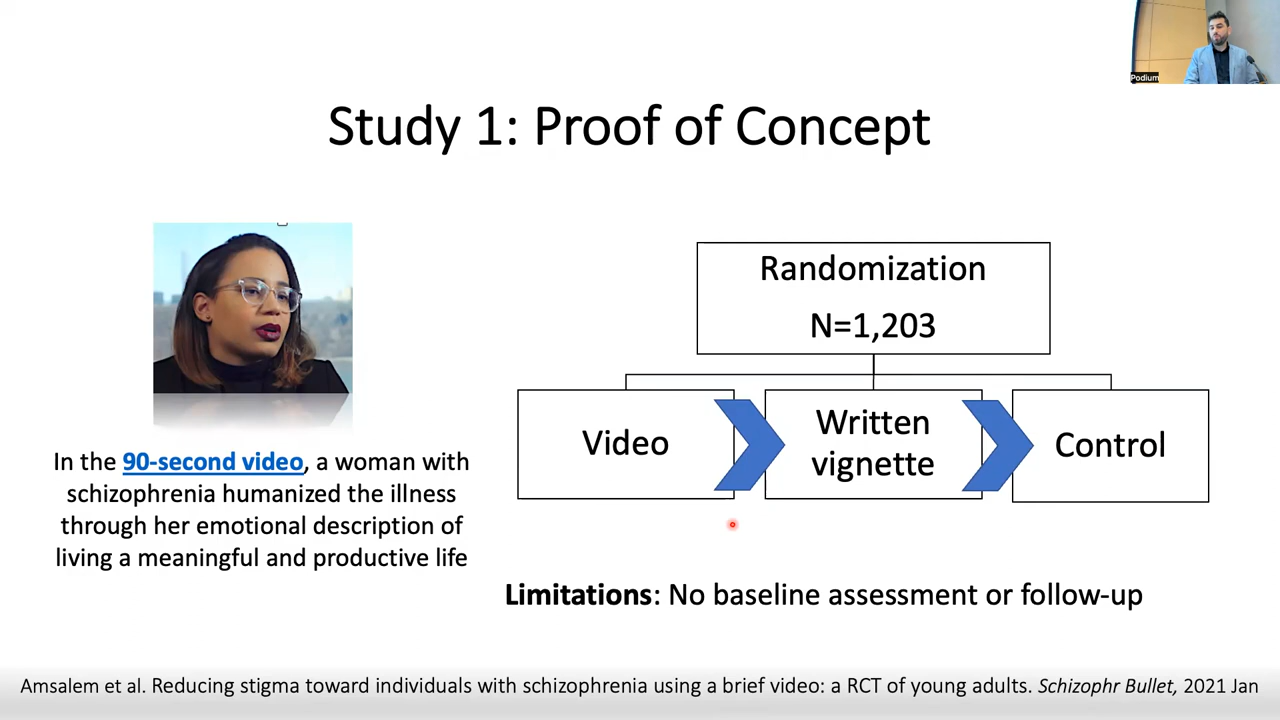 Podium
Study 1: Proof of Concept
In the 90-second video, a woman with
schizophrenia humanized the illness
through her emotional description of
living a meaningful and productive life
Randomization
N=1,203
Video
Written
vignette
Control
Limitations: No baseline assessment or follow-up
Amsalem et al. Reducing stigma toward individuals with schizophrenia using a brief video: a RCT of young adults. Schizophr Bullet, 2021 Jan